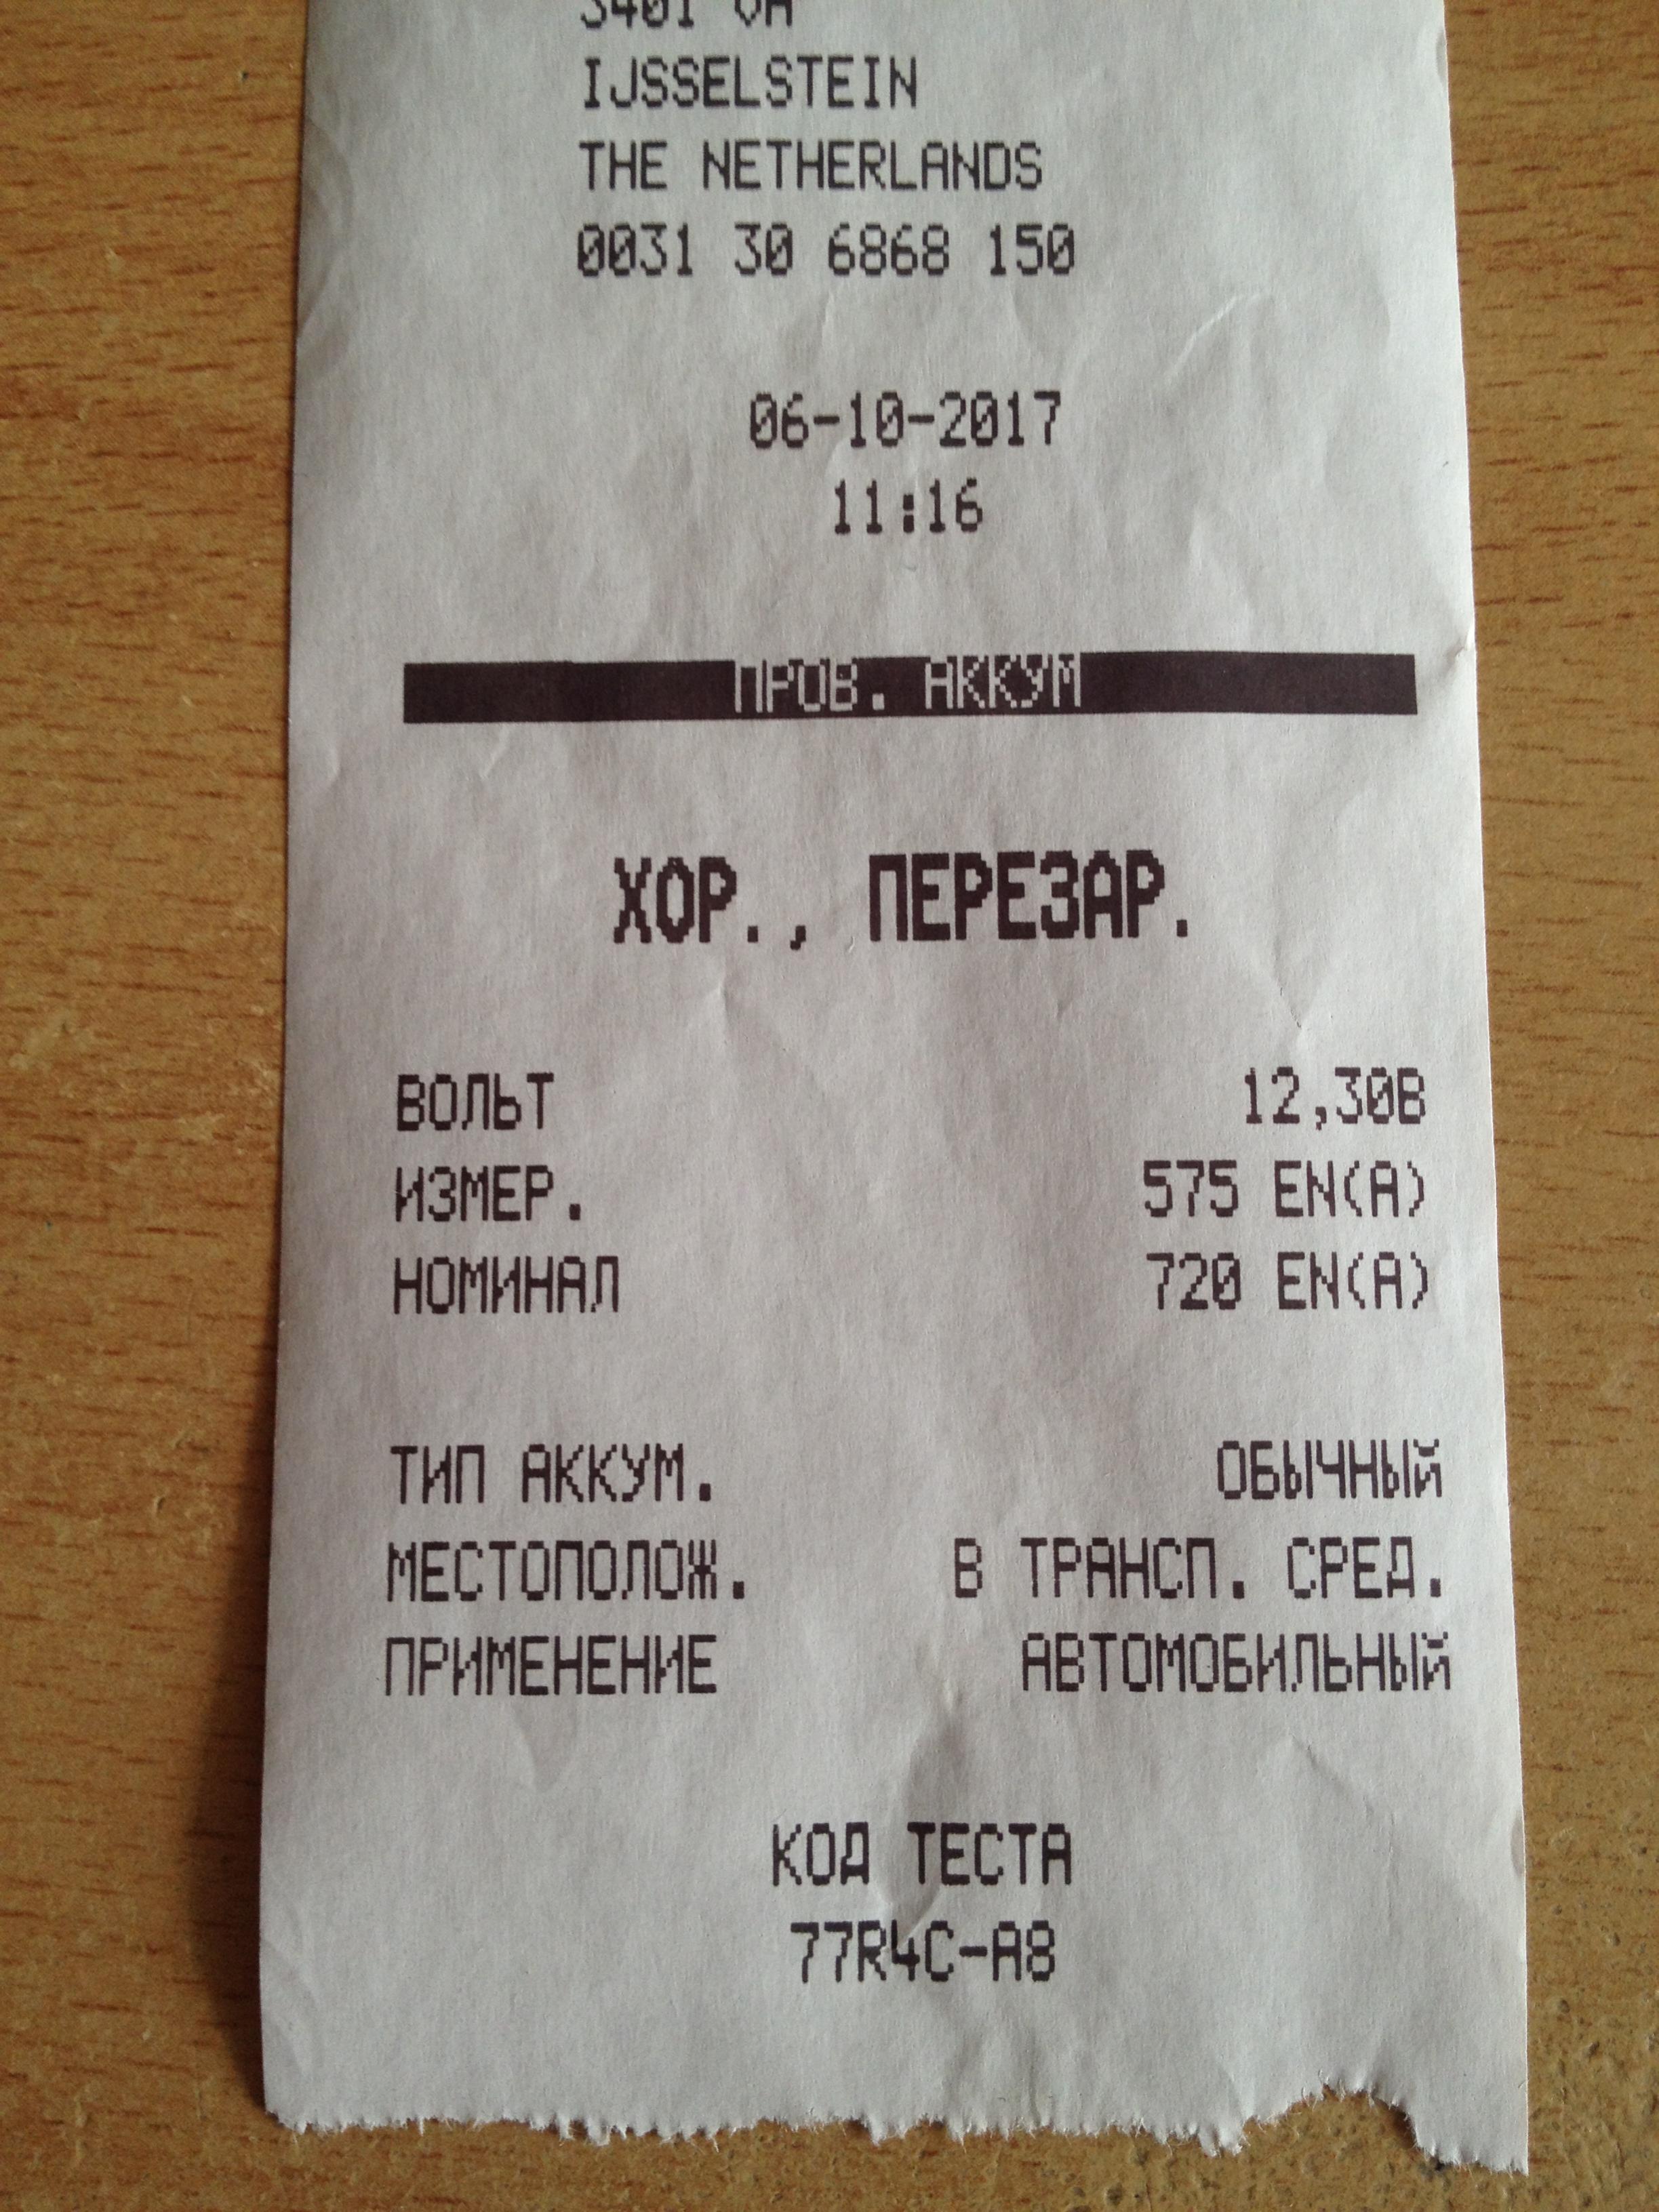 3401
IJSSELSTEIN
THE NETHERLANDS
0031 30 6868 150
06-10-2017
11:16
ПРОВ. АККУМ
ХОР., ПЕРЕЗАР.
ВОЛЬТ 12,30В
ИЗМЕР. 575 EN(A)
НОМИНАЛ 720 EN(A)
ТИП АККУМ. ОБЫЧНЫЙ
МЕСТОПОЛОЖ. В ТРАНСП. СРЕД.
ПРИМЕНЕНИЕ АВТОМОБИЛЬНЫЙ
КОД ТЕСТА
77R4C-A8